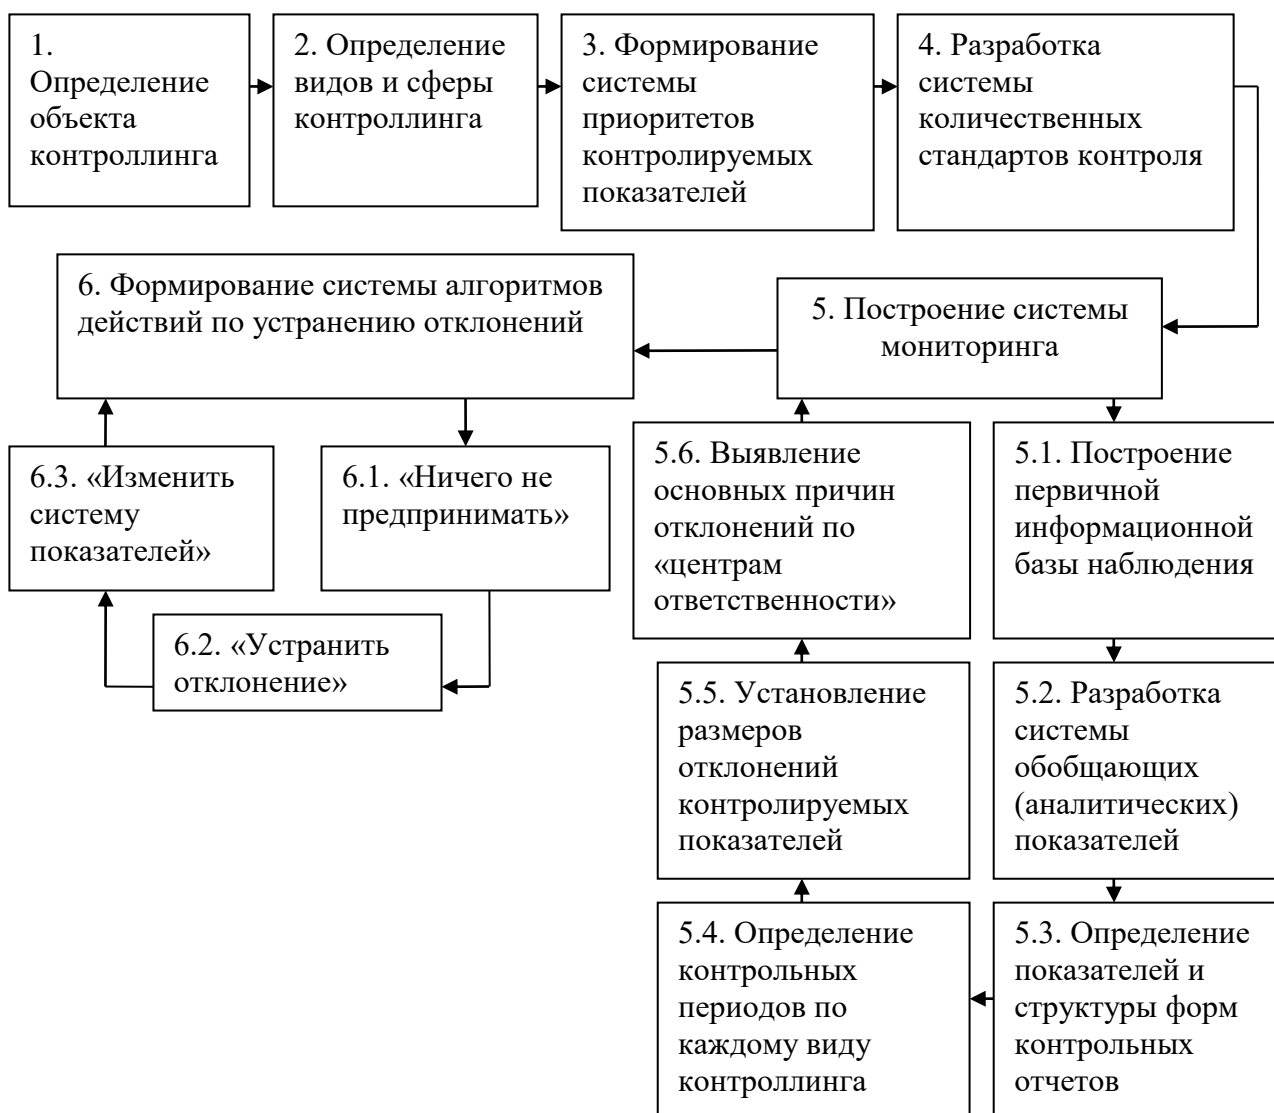 1.
Определение
объекта
контроллинга
2. Определение
видов и сферы
контроллинга
3. Формирование
системы
приоритетов
контролируемых
показателей
4. Разработка
системы
количественных
стандартов контроля
5. Построение системы
мониторинга
6. Формирование системы алгоритмов
действий по устранению отклонений
5.1. Построение
первичной
информационной
базы наблюдения
5.2. Разработка
системы
обобщающих
(аналитических)
показателей
5.3. Определение
показателей и
структуры форм
контрольных
отчетов
5.4. Определение
контрольных
периодов по
каждому виду
контроллинга
5.5. Установление
размеров
отклонений
контролируемых
показателей
5.6. Выявление
основных причин
отклонений по
«центрам
ответственности»
6.1. «Ничего не
предпринимать»
6.2. «Устранить
отклонение»
6.3. «Изменить
систему
показателей»